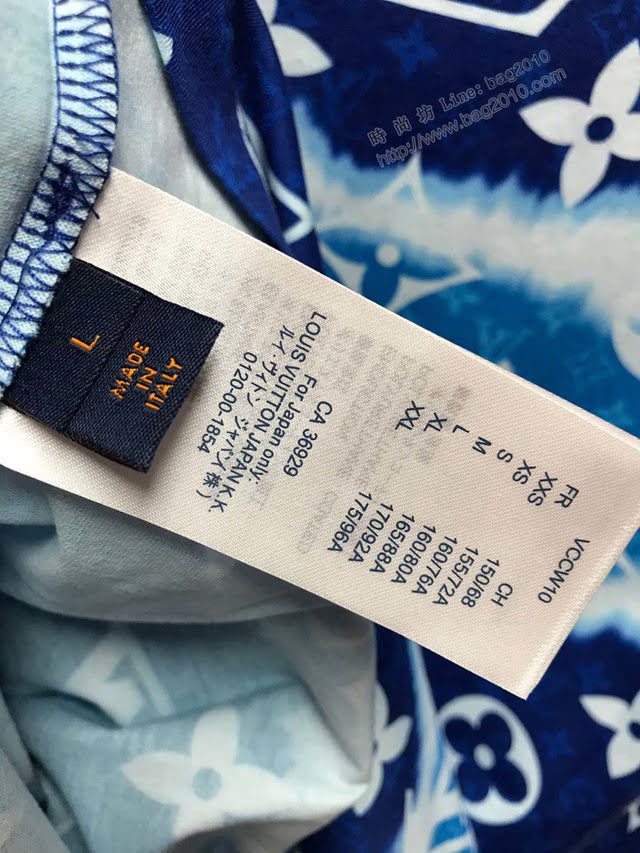 時尚坊 Line: bag2010
http://www.bag2010.com
L
MADE
IN
ITALY
VCCW10
FR CH
XXS 150/68
XS 155/72A
S 160/76A
M 160/80A
L 165/88A
XL 170/92A
XXL 175/96A
CA 36929
For Japan only:
LOUIS VUITTON JAPAN K.K.
ルイ・ヴィトン ジャパン(株)
0120-00-1854